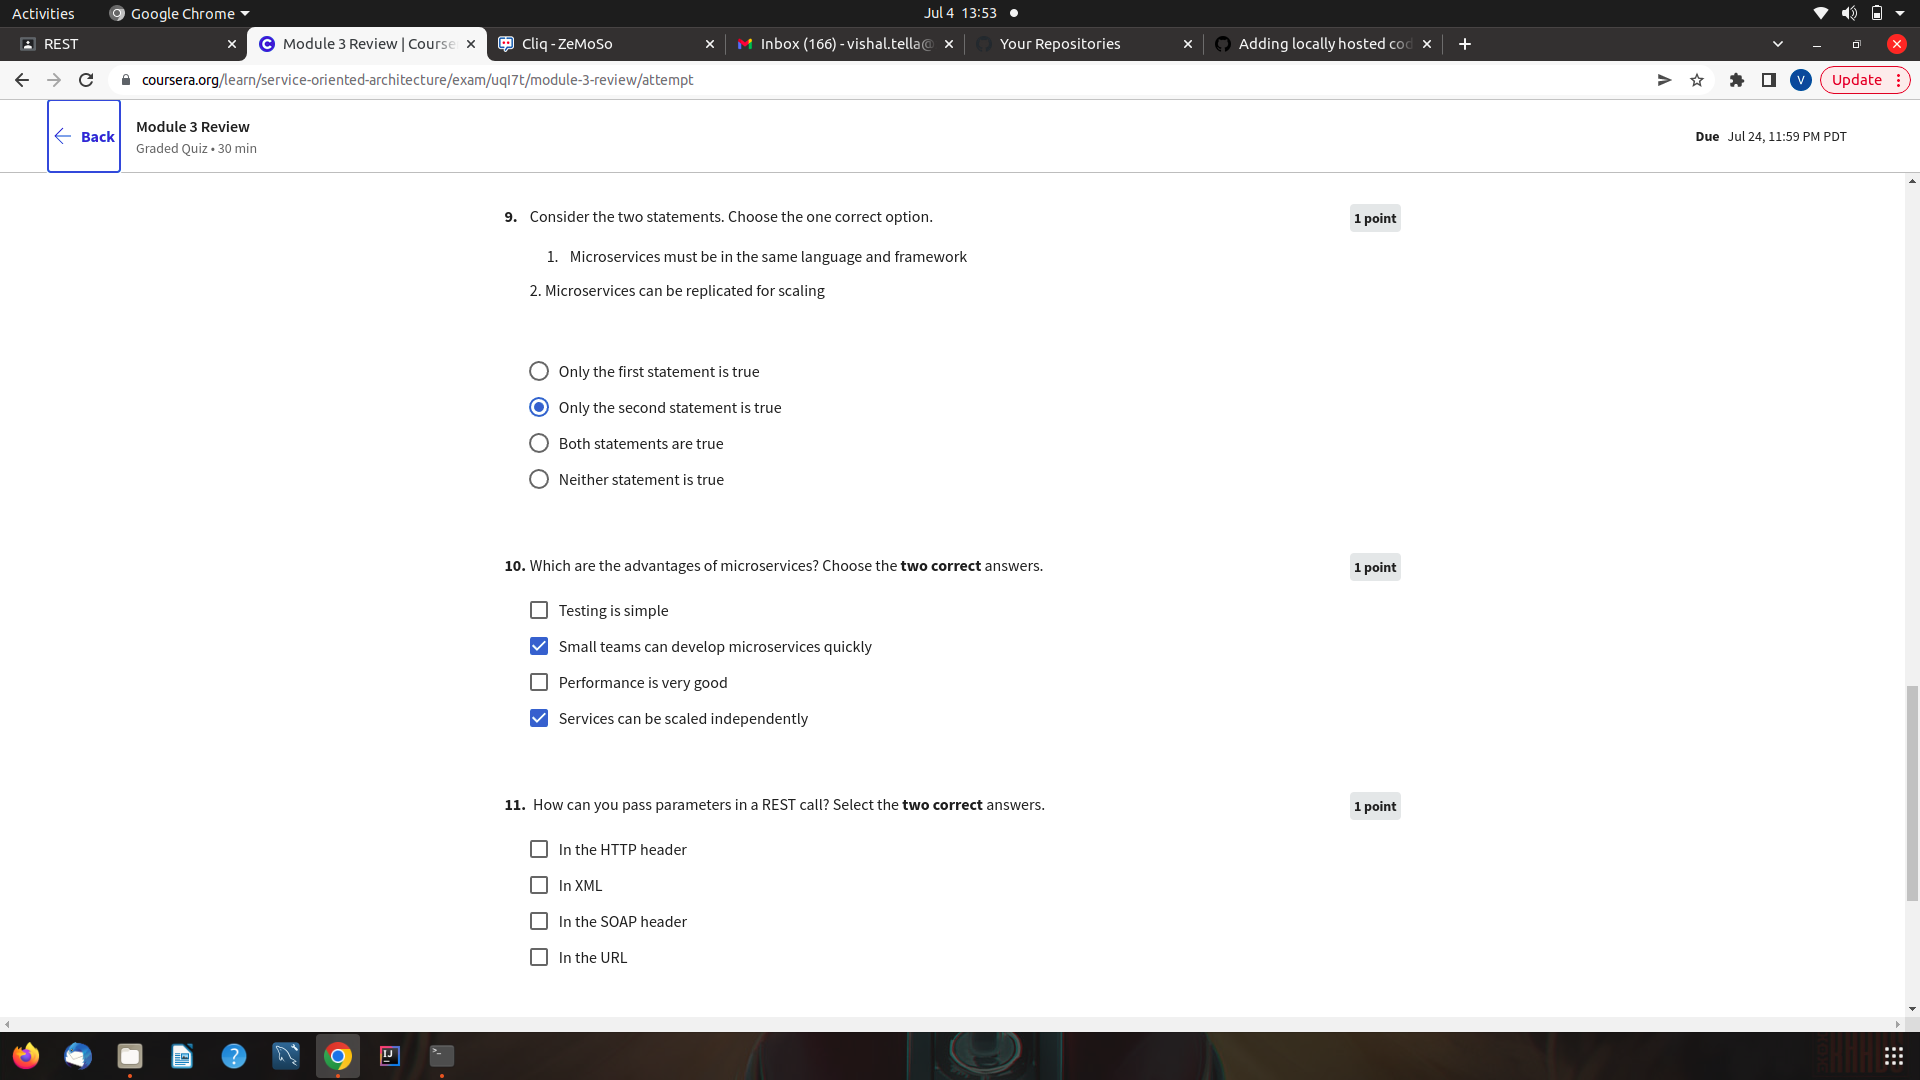 Activities
Google Chrome
Jul 4 13:53
REST
Module 3 Review | Course
Cliq - ZeMoSo
Inbox (166) - vishal.tella@
Your Repositories
Adding locally hosted cod
coursera.org/learn/service-oriented-architecture/exam/uqI7t/module-3-review/attempt
V
Update
Back
Module 3 Review
Graded Quiz • 30 min
Due Jul 24, 11:59 PM PDT
9. Consider the two statements. Choose the one correct option.
1 point
1. Microservices must be in the same language and framework
2. Microservices can be replicated for scaling
Only the first statement is true
Only the second statement is true
Both statements are true
Neither statement is true
10. Which are the advantages of microservices? Choose the two correct answers.
1 point
Testing is simple
Small teams can develop microservices quickly
Performance is very good
Services can be scaled independently
11. How can you pass parameters in a REST call? Select the two correct answers.
1 point
In the HTTP header
In XML
In the SOAP header
In the URL